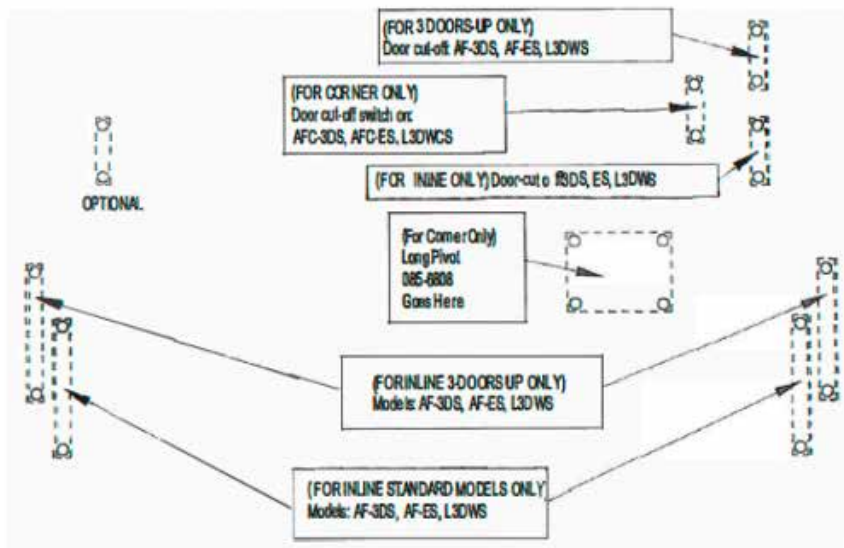 (FOR 3 DOORS-UP ONLY)
Door cut-off: AF-3DS, AF-ES, L3DWS
(FOR CORNER ONLY)
Door cut-off switch on:
AFC-3DS, AFC-ES, L3DWCS
(FOR ININE ONLY) Door-cut o ff:3DS, ES, L3DWS
OPTIONAL
(For Corner Only)
Long Pivot
085-6808
Goes Here
(FOR INLINE 3-DOORS UP ONLY)
Models: AF-3DS, AF-ES, L3DWS
(FOR INLINE STANDARD MODELS ONLY)
Models: AF-3DS, AF-ES, L3DWS